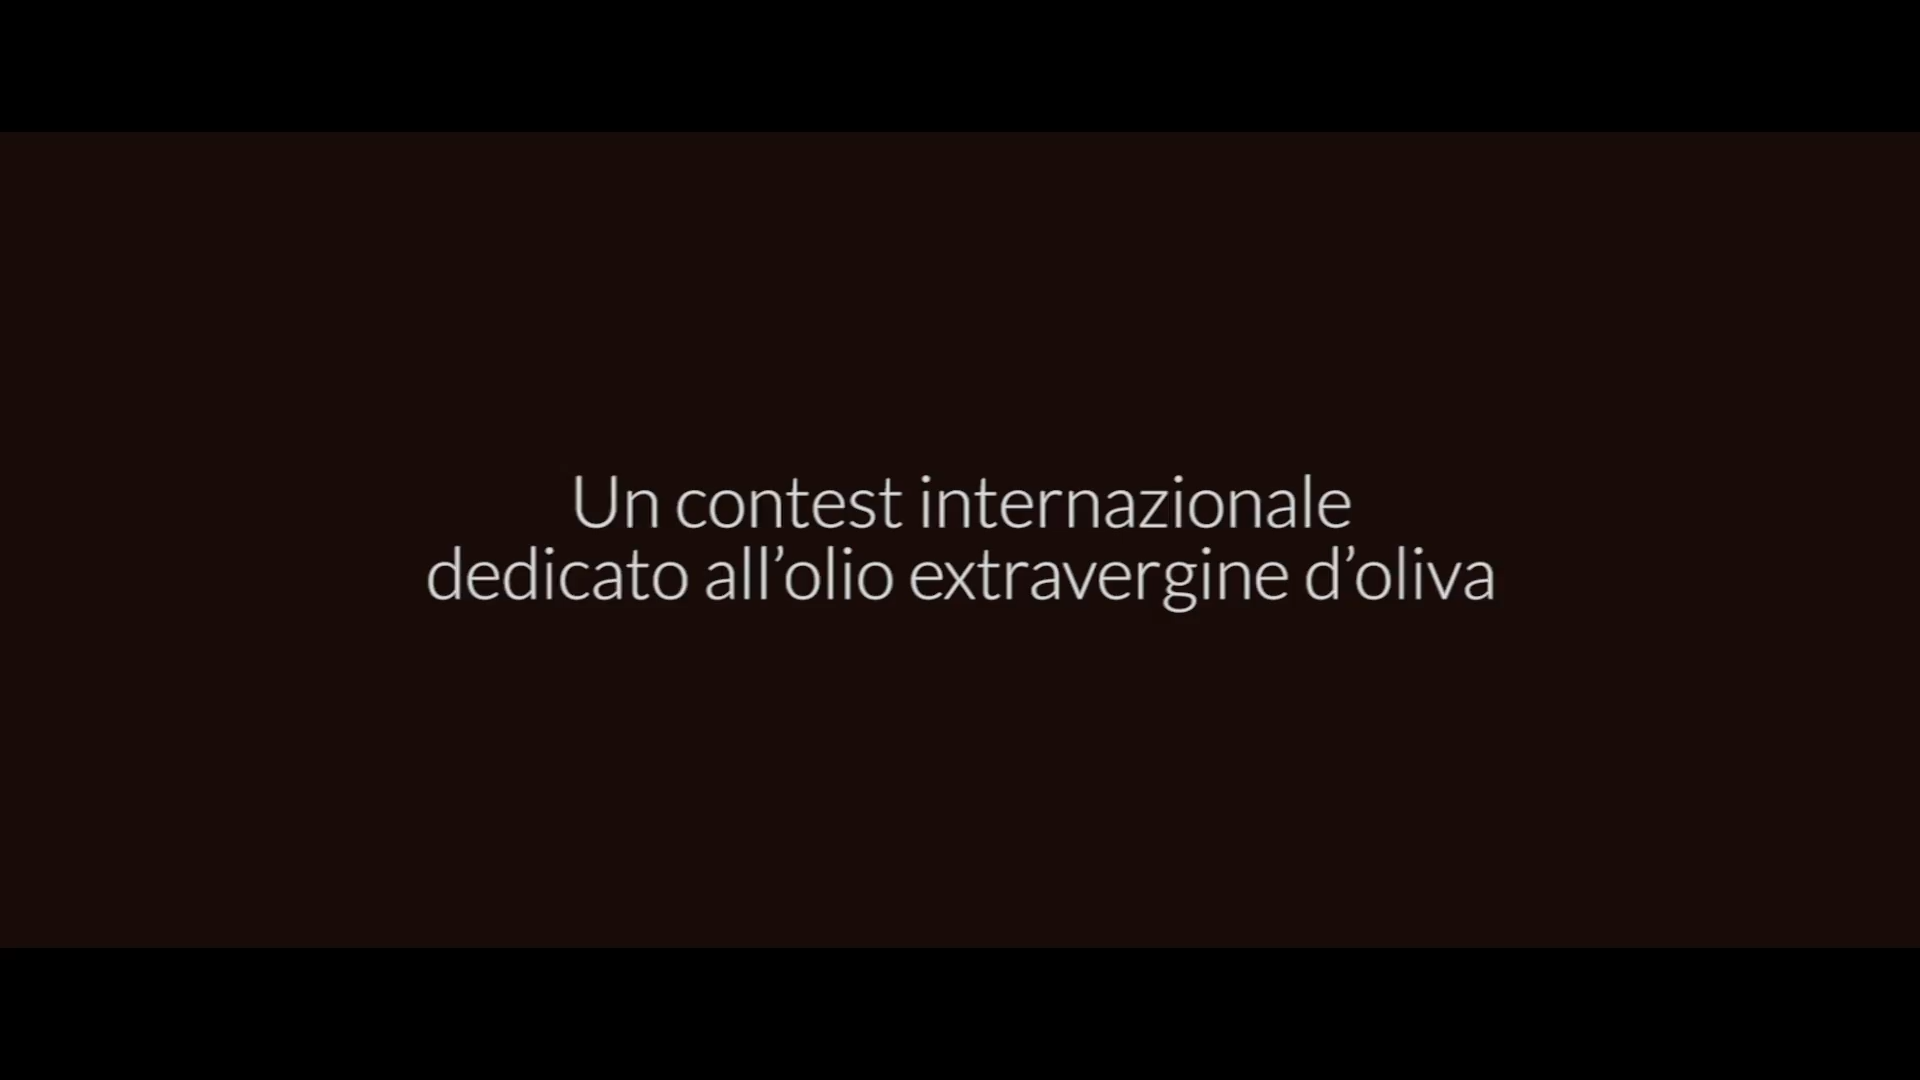 Un contest internazionale
dedicato all’olio extravergine d’oliva